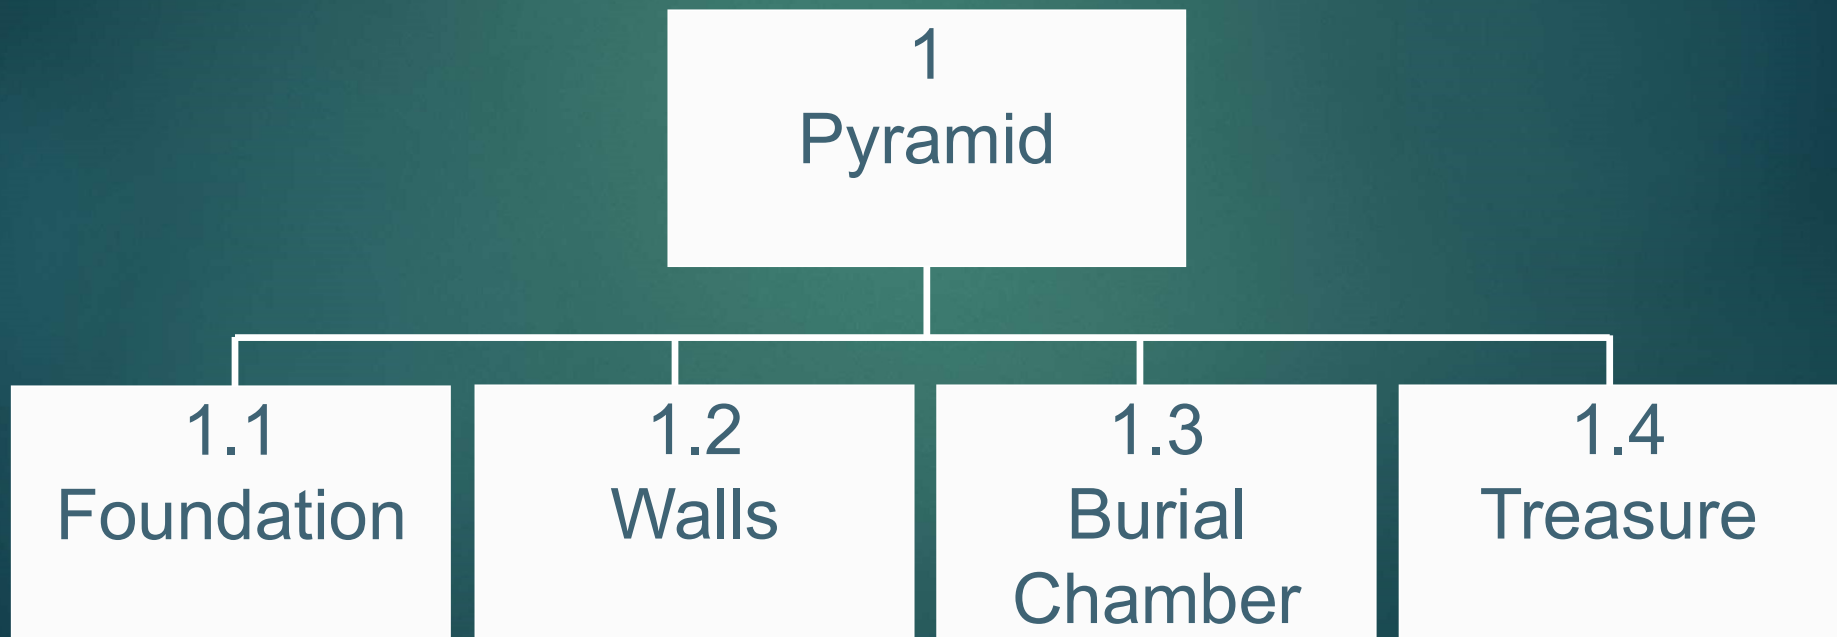 1
Pyramid
1.1
Foundation
1.2
Walls
1.3
Burial
Chamber
1.4
Treasure